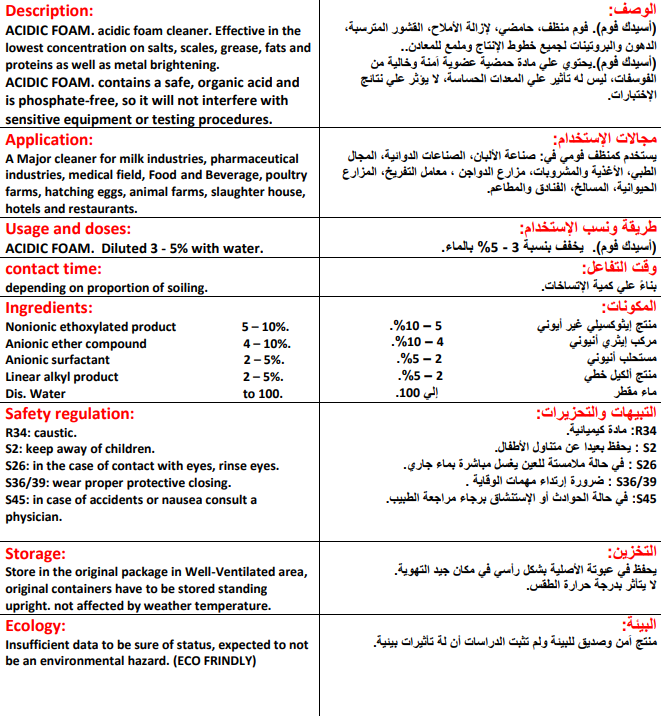 Description:
ACIDIC FOAM. acidic foam cleaner. Effective in the
lowest concentration on salts, scales, grease, fats and
proteins as well as metal brightening.
ACIDIC FOAM. contains a safe, organic acid and
is phosphate-free, so it will not interfere with
sensitive equipment or testing procedures.
الوصف:
(أسيدك فوم). فوم منظف، حامضي، لإزالة الأملاح، القشور المترسبة،
الدهون والبروتينات لجميع خطوط الإنتاج وملمع للمعادن..
(أسيدك فوم).يحتوي علي مادة حمضية عضوية آمنة وخالية من
الفوسفات، ليس له تأثير علي المعدات الحساسة، لا يؤثر علي نتائج
الإختبارات.
Application:
A Major cleaner for milk industries, pharmaceutical
industries, medical field, Food and Beverage, poultry
farms, hatching eggs, animal farms, slaughter house,
hotels and restaurants.
مجالات الإستخدام:
يستخدم كمنظف فومي في: صناعة الألبان، الصناعات الدوائية، المجال
الطبي، الأغذية والمشروبات، مزارع الدواجن ، معامل التفريخ، المزارع
الحيوانية، المسالخ، الفنادق والمطاعم.
Usage and doses:
ACIDIC FOAM. Diluted 3 - 5% with water.
طريقة ونسب الإستخدام:
(أسيدك فوم). يخفف بنسبة 3 - 5% بالماء.
contact time:
depending on proportion of soiling.
وقت التفاعل:
بناءً علي كمية الإتساخات.
Ingredients:
Nonionic ethoxylated product 5 – 10%.
Anionic ether compound 4 – 10%.
Anionic surfactant 2 – 5%.
Linear alkyl product 2 – 5%.
Dis. Water to 100.
المكونات:
منتج إيثوكسيلي غير أيوني 5 – 10%.
مركب إيثري أنيوني 4 – 10%.
مستحلب أنيوني 2 – 5%.
منتج ألكيل خطي 2 – 5%.
ماء مقطر إلي 100.
Safety regulation:
R34: caustic.
S2: keep away of children.
S26: in the case of contact with eyes, rinse eyes.
S36/39: wear proper protective closing.
S45: in case of accidents or nausea consult a
physician.
التبيهات والتحزيرات:
R34: مادة كيميائية.
S2 : يحفظ بعيدا عن متناول الأطفال.
S26 : في حالة ملامستة للعين يغسل مباشرة بماء جاري.
S36/39 : ضرورة إرتداء مهمات الوقاية .
S45: في حالة الحوادث أو الإستنشاق برجاء مراجعة الطبيب.
Storage:
Store in the original package in Well-Ventilated area,
original containers have to be stored standing
upright. not affected by weather temperature.
التخزين:
يحفظ في عبوتة الأصلية بشكل رأسي في مكان جيد التهوية.
لا يتأثر بدرجة حرارة الطقس.
Ecology:
Insufficient data to be sure of status, expected to not
be an environmental hazard. (ECO FRINDLY)
البيئة:
منتج أمن وصديق للبيئة ولم تثبت الدراسات أن لة تأثيرات بيئية.